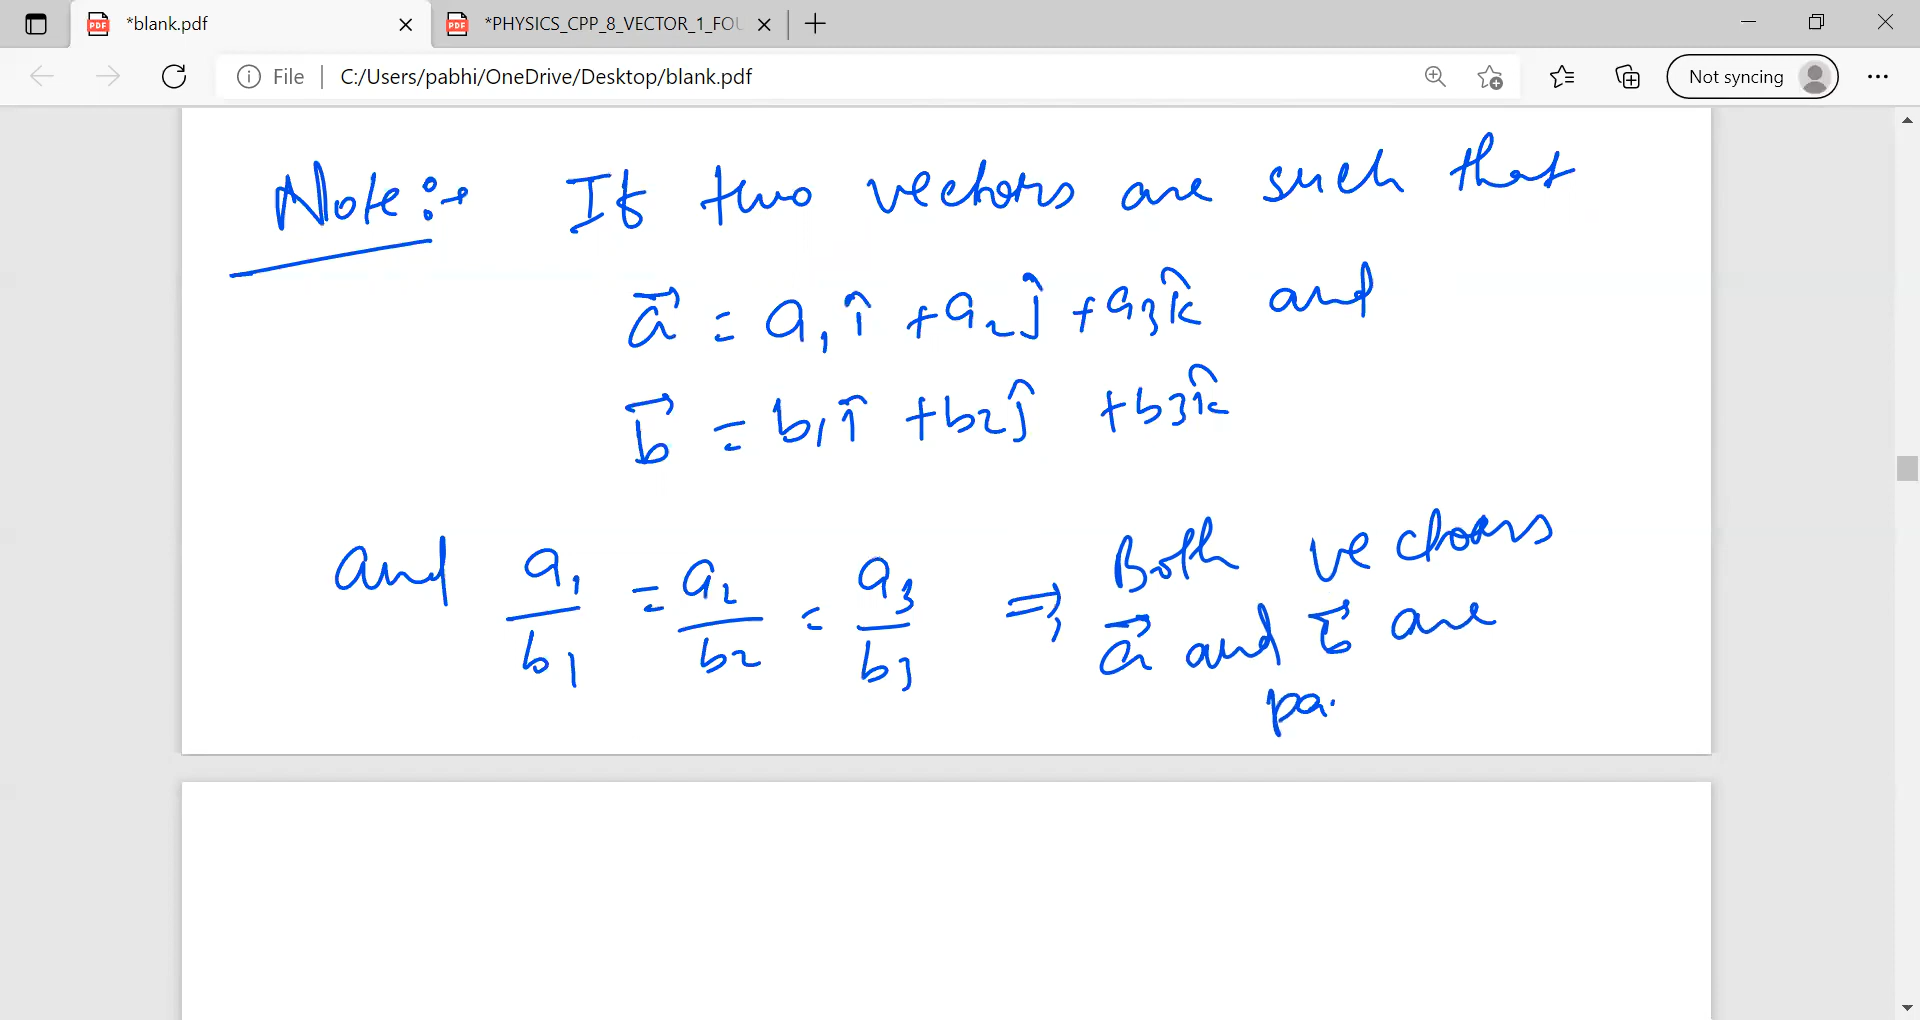 *blank.pdf
*PHYSICS_CPP_8_VECTOR_1_FOU
File | C:/Users/pabhi/OneDrive/Desktop/blank.pdf
Not syncing
Note:→ If two vectors are such that
a⃗ = a₁î + a₂ĵ + a₃k̂ and
b⃗ = b₁î + b₂ĵ + b₃k̂
and a₁/b₁ = a₂/b₂ = a₃/b₃ ⇒ Both vectors
a⃗ and b⃗ are
pa